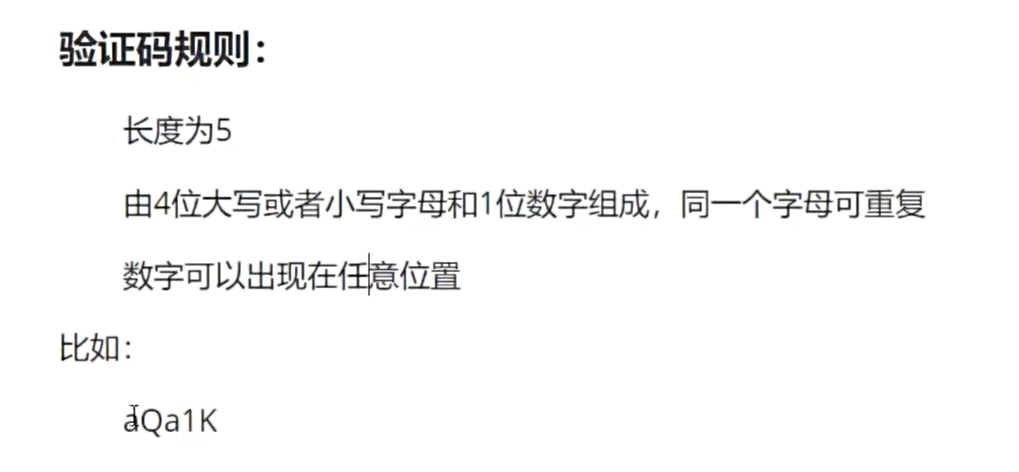 验证码规则：
长度为5
由4位大写或者小写字母和1位数字组成，同一个字母可重复
数字可以出现在任意位置
比如：
aQa1K